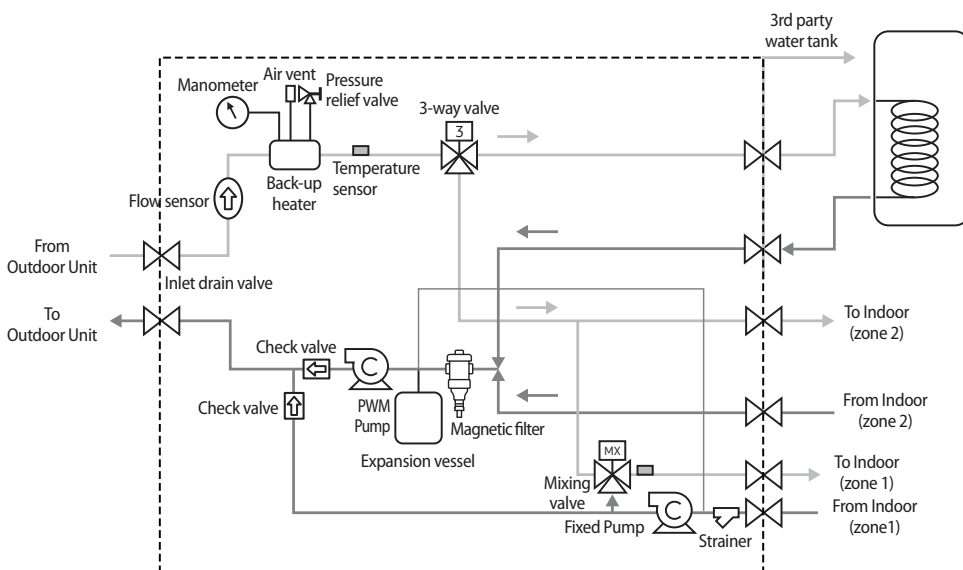 3rd party
water tank
Air vent
Pressure
relief valve
Manometer
3-way valve
3
Temperature
sensor
Back-up
heater
Flow sensor
From
Outdoor Unit
Inlet drain valve
To
Outdoor Unit
To Indoor
(zone 2)
Check valve
C
Check valve
PWM
Pump
Magnetic filter
Expansion vessel
From Indoor
(zone 2)
MX
Mixing
valve
To Indoor
(zone 1)
C
Fixed Pump
Strainer
From Indoor
(zone1)